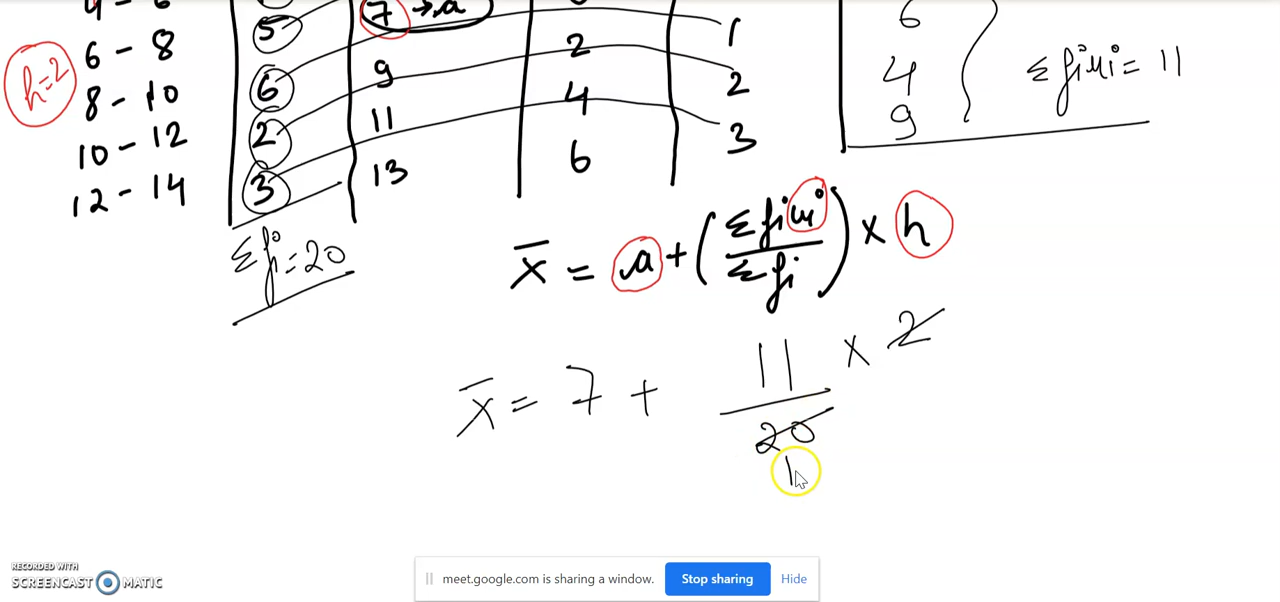 5 7 → a 1 6
h=2 6 - 8 6 9 2 2 4 Σfiui = 11
8 - 10 2 11 4 3 9
10 - 12 3 13 6
12 - 14
Σfi = 20
x̄ = a + (Σfiui / Σfi) × h
x̄ = 7 + 11/20 × 2
1
RECORDED WITH
SCREENCAST O MATIC
meet.google.com is sharing a window. Stop sharing Hide